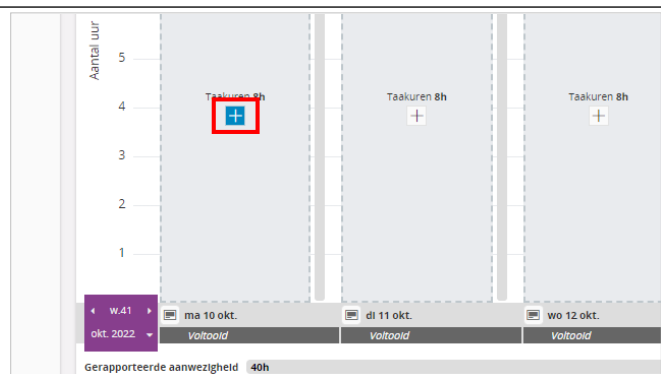 Aantal uur
5
4
3
2
1
Taakuren 8h
Taakuren 8h
Taakuren 8h
w.41
okt. 2022
ma 10 okt.
di 11 okt.
wo 12 okt.
Voltooid
Voltooid
Voltooid
Gerapporteerde aanwezigheid 40h